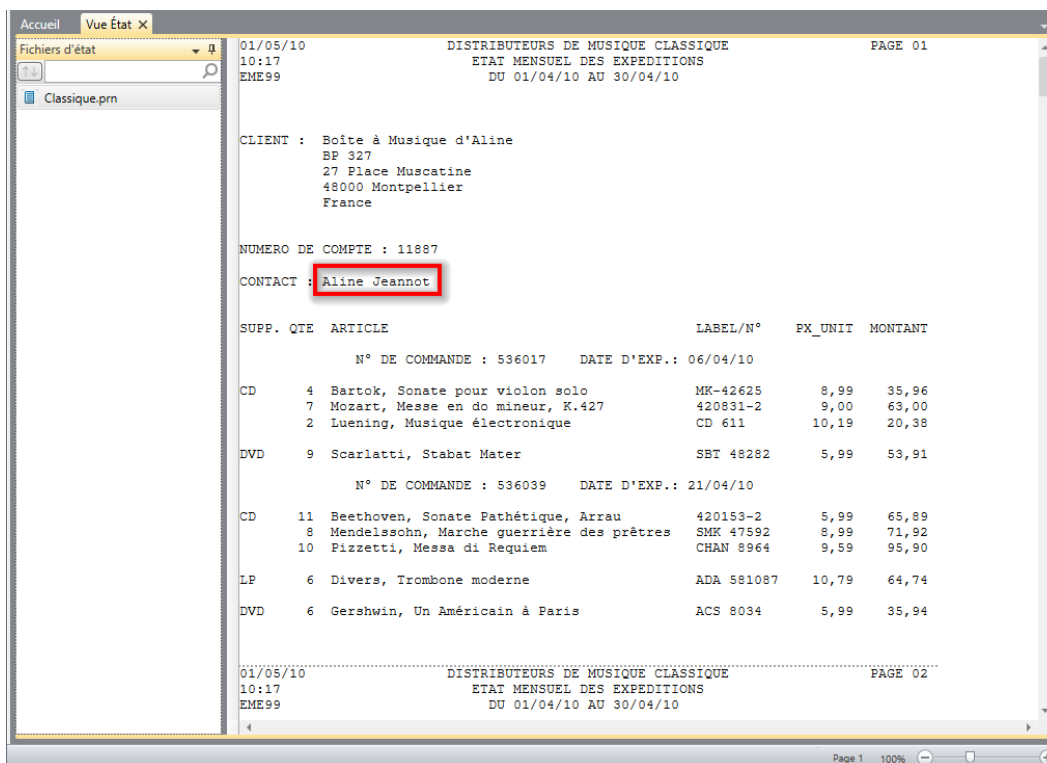 Accueil Vue État
Fichiers d'état
Classique.prn
01/05/10 DISTRIBUTEURS DE MUSIQUE CLASSIQUE PAGE 01
10:17 ETAT MENSUEL DES EXPEDITIONS
EME99 DU 01/04/10 AU 30/04/10
CLIENT : Boîte à Musique d'Aline
BP 327
27 Place Muscatine
48000 Montpellier
France
NUMERO DE COMPTE : 11887
CONTACT : Aline Jeannot
SUPP. QTE ARTICLE LABEL/N° PX_UNIT MONTANT
N° DE COMMANDE : 536017 DATE D'EXP.: 06/04/10
CD 4 Bartok, Sonate pour violon solo MK-42625 8,99 35,96
7 Mozart, Messe en do mineur, K.427 420831-2 9,00 63,00
2 Luening, Musique électronique CD 611 10,19 20,38
DVD 9 Scarlatti, Stabat Mater SBT 48282 5,99 53,91
N° DE COMMANDE : 536039 DATE D'EXP.: 21/04/10
CD 11 Beethoven, Sonate Pathétique, Arrau 420153-2 5,99 65,89
8 Mendelssohn, Marche guerrière des prêtres SMK 47592 8,99 71,92
10 Pizzetti, Messa di Requiem CHAN 8964 9,59 95,90
LP 6 Divers, Trombone moderne ADA 581087 10,79 64,74
DVD 6 Gershwin, Un Américain à Paris ACS 8034 5,99 35,94
01/05/10 DISTRIBUTEURS DE MUSIQUE CLASSIQUE PAGE 02
10:17 ETAT MENSUEL DES EXPEDITIONS
EME99 DU 01/04/10 AU 30/04/10
Page 1 100%